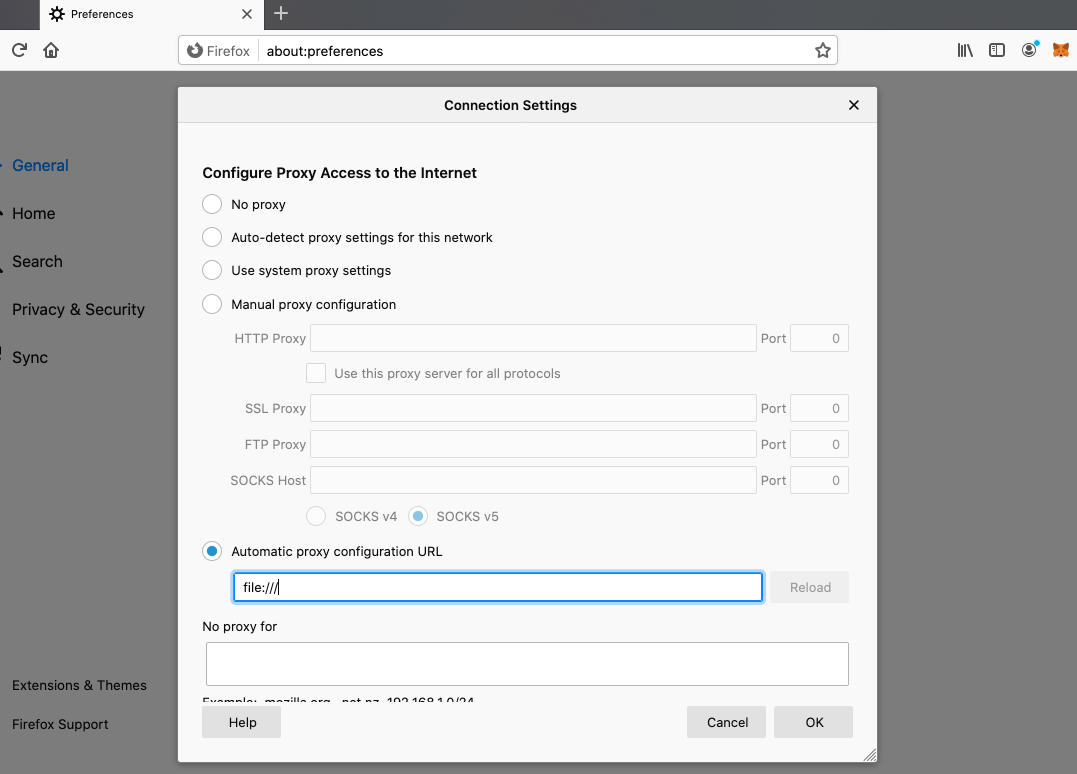 Preferences
Firefox
about:preferences
Connection Settings
General
Home
Search
Privacy & Security
Sync
Extensions & Themes
Firefox Support
Configure Proxy Access to the Internet
No proxy
Auto-detect proxy settings for this network
Use system proxy settings
Manual proxy configuration
HTTP Proxy Port 0
Use this proxy server for all protocols
SSL Proxy Port 0
FTP Proxy Port 0
SOCKS Host Port 0
SOCKS v4 SOCKS v5
Automatic proxy configuration URL
file:///
Reload
No proxy for
Example: .mozilla.org, .net.nz, 192.168.1.0/24
Help Cancel OK